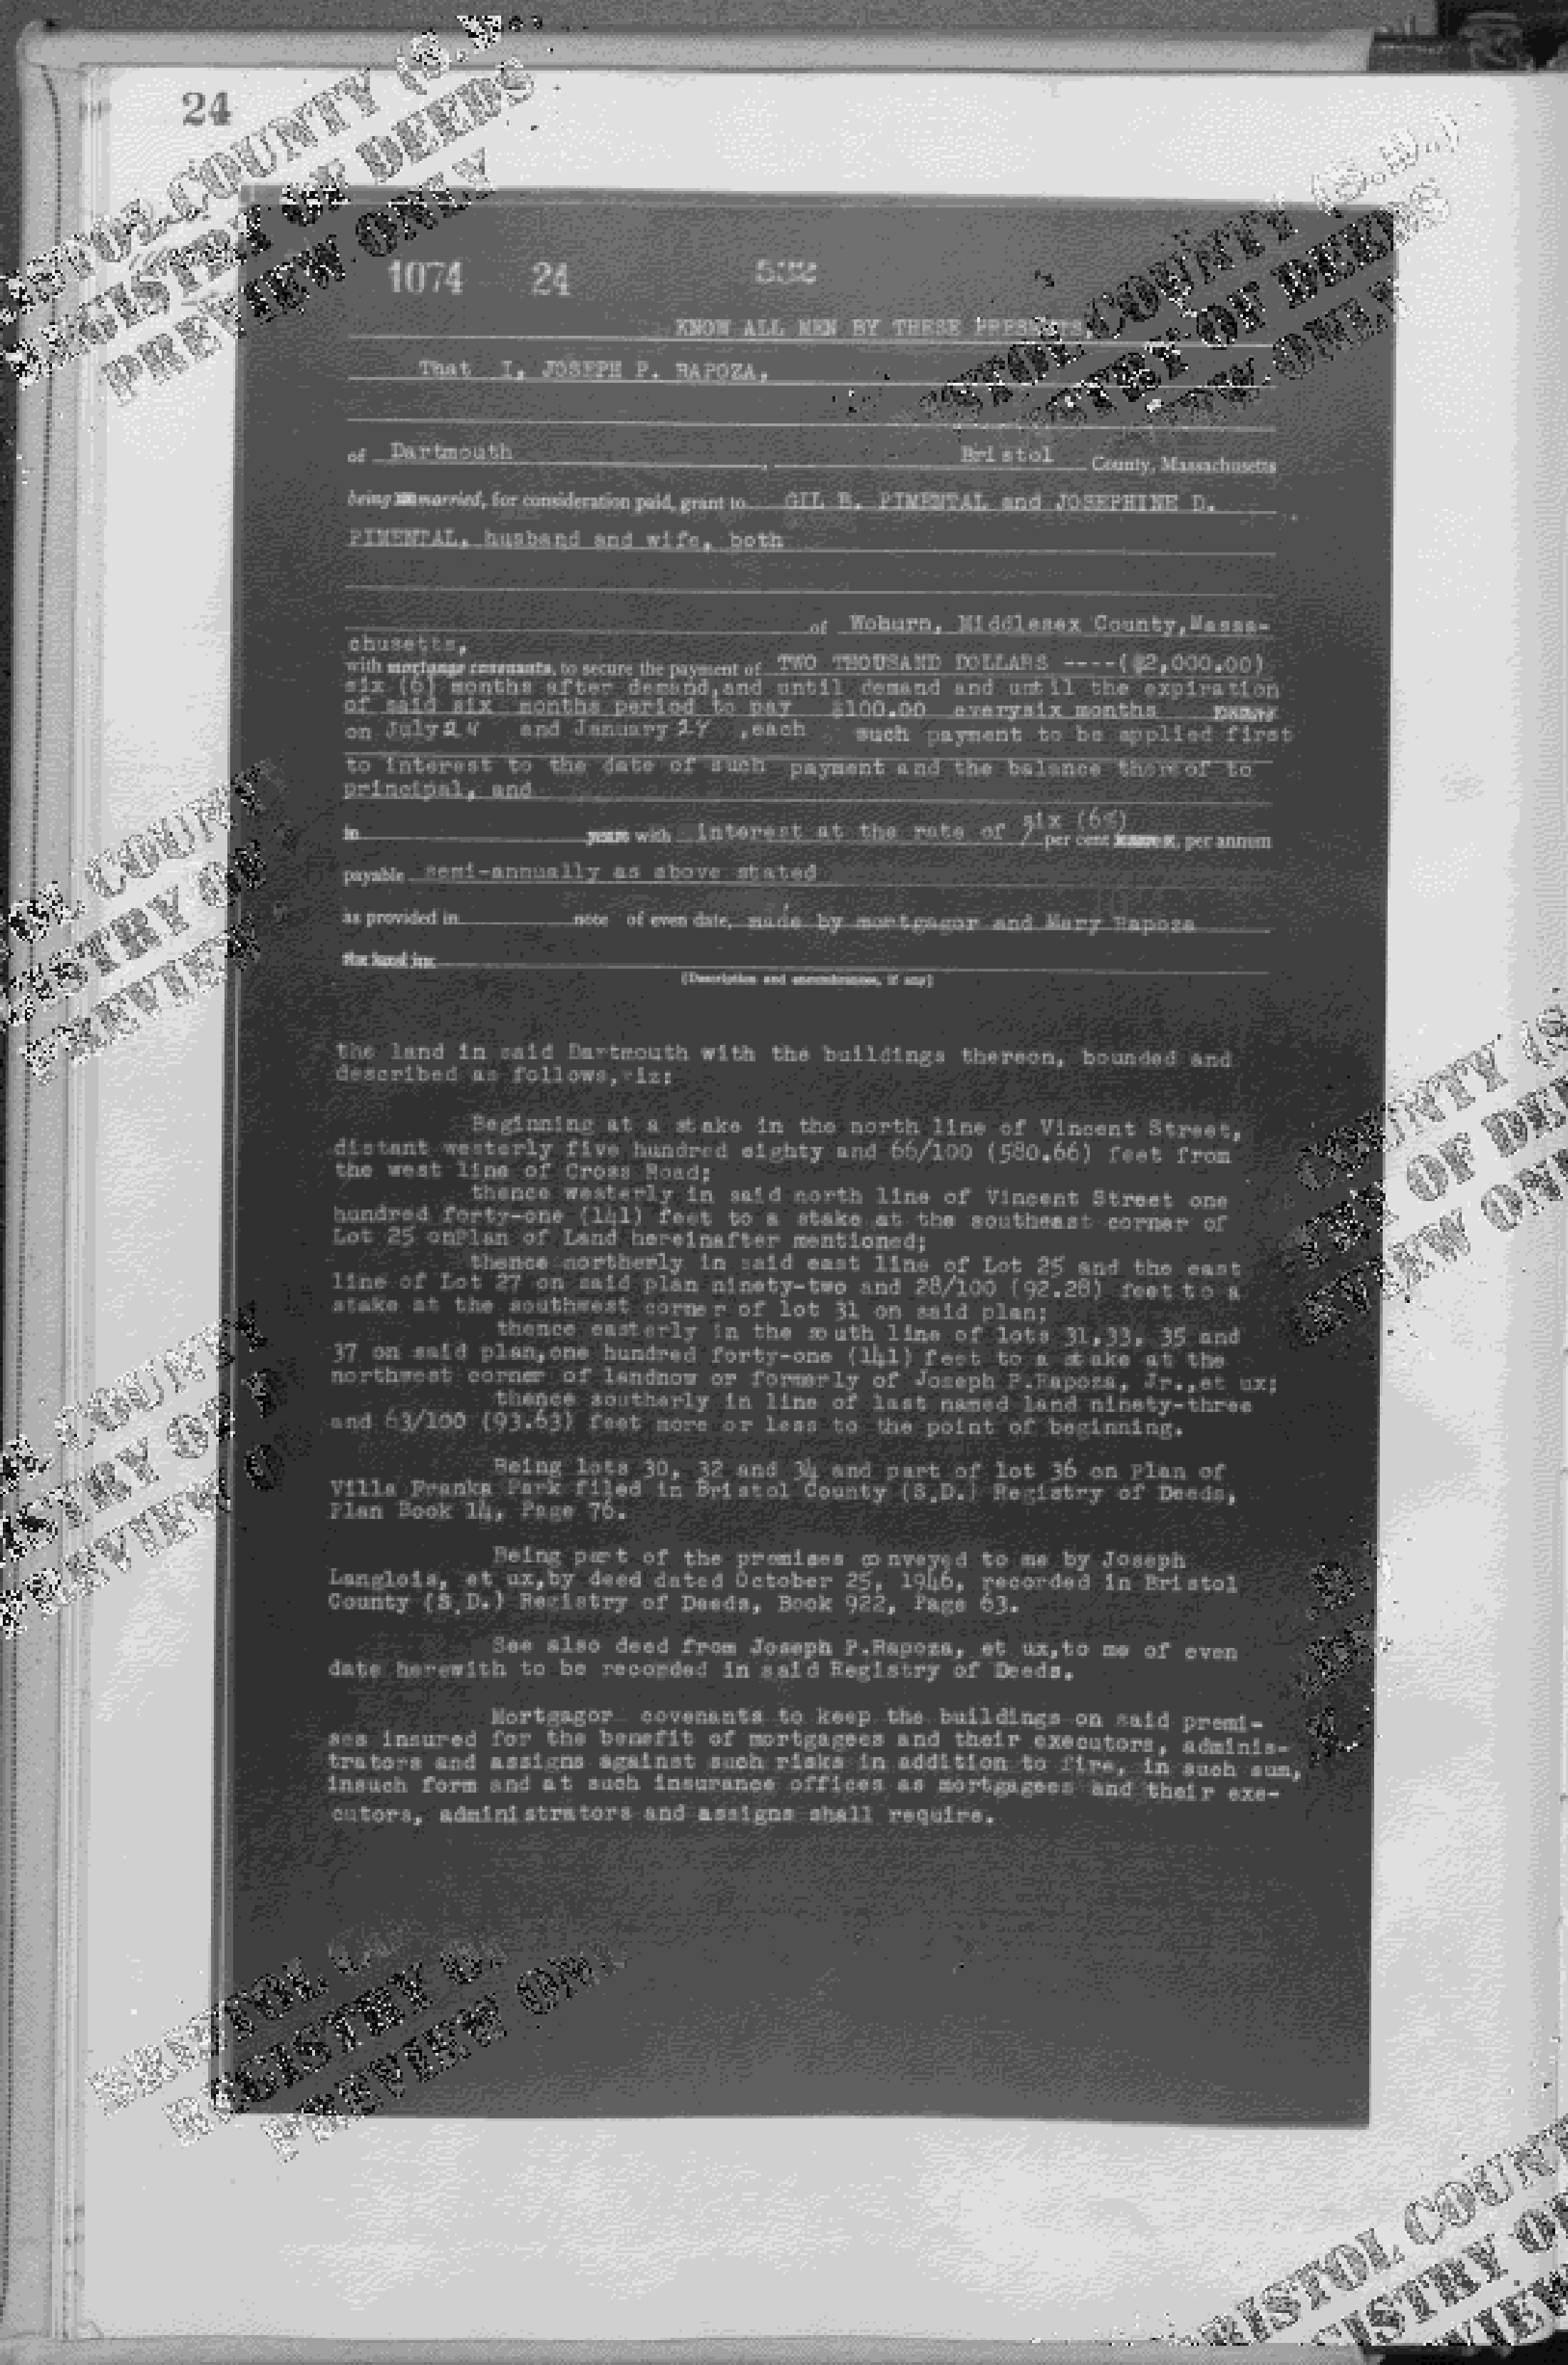 24
BRISTOL COUNTY (S.D.)
REGISTRY OF DEEDS
PREVIEW ONLY
1074 24
KNOW ALL MEN BY THESE PRESENTS,
That I, JOSEPH P. RAPOZA,
of Dartmouth, Bristol County, Massachusetts
being married, for consideration paid, grant to GIL B. PIMENTAL and JOSEPHINE D.
PIMENTAL, husband and wife, both
of Woburn, Middlesex County, Massa-
chusetts,
with mortgage covenants, to secure the payment of TWO THOUSAND DOLLARS ----($2,000.00)
six (6) months after demand, and until demand and until the expiration
of said six months period to pay $100.00 everysix months
on July 24 and January 24, each such payment to be applied first
to interest to the date of such payment and the balance thereof to
principal, and
in years with interest at the rate of six (6%) per cent per annum
payable semi-annually as above stated
as provided in note of even date, made by mortgagor and Mary Rapoza
the land in
(Description and encumbrances, if any)
the land in said Dartmouth with the buildings thereon, bounded and
described as follows, viz:
Beginning at a stake in the north line of Vincent Street,
distant westerly five hundred eighty and 66/100 (580.66) feet from
the west line of Cross Road;
thence westerly in said north line of Vincent Street one
hundred forty-one (141) feet to a stake at the southeast corner of
Lot 25 onPlan of Land hereinafter mentioned;
thence northerly in said east line of Lot 25 and the east
line of Lot 27 on said plan ninety-two and 28/100 (92.28) feet to a
stake at the southwest corner of lot 31 on said plan;
thence easterly in the south line of lots 31,33, 35 and
37 on said plan,one hundred forty-one (141) feet to a stake at the
northwest corner of landnow or formerly of Joseph P.Rapoza, Jr.,et ux;
thence southerly in line of last named land ninety-three
and 63/100 (93.63) feet more or less to the point of beginning.
Being lots 30, 32 and 34 and part of lot 36 on Plan of
Villa Franka Park filed in Bristol County (S.D.) Registry of Deeds,
Plan Book 14, Page 76.
Being part of the premises conveyed to me by Joseph
Langlois, et ux,by deed dated October 25, 1946, recorded in Bristol
County (S.D.) Registry of Deeds, Book 922, Page 63.
See also deed from Joseph P.Rapoza, et ux,to me of even
date herewith to be recorded in said Registry of Deeds.
Mortgagor covenants to keep the buildings on said premi-
ses insured for the benefit of mortgagees and their executors, adminis-
trators and assigns against such risks in addition to fire, in such sum,
insuch form and at such insurance offices as mortgagees and their exe-
cutors, administrators and assigns shall require.
BRISTOL
REGISTRY
PREVIEW ONLY